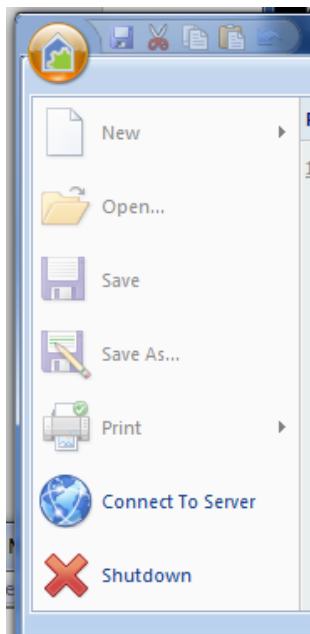 New
Open...
Save
Save As...
Print
Connect To Server
Shutdown